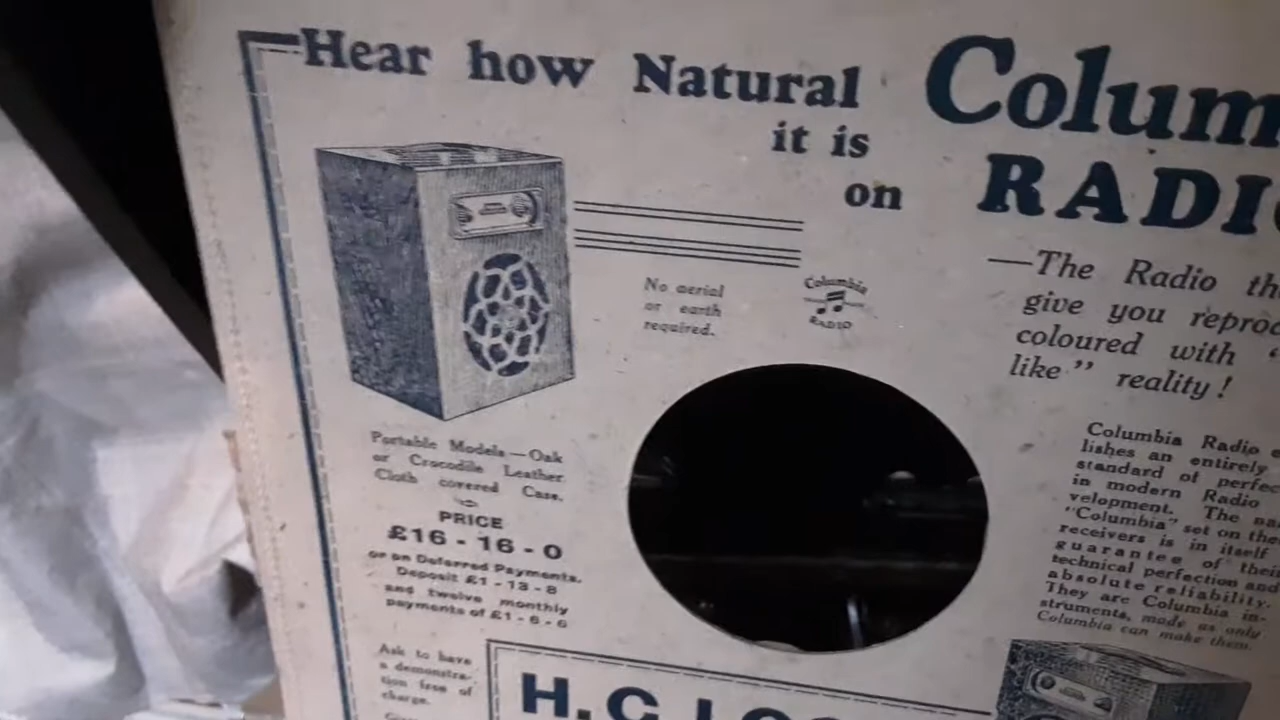 Hear how Natural
it is
on
Colum
RADIO
—The Radio th
give you reproc
coloured with "
like" reality!
No aerial
or earth
required.
Columbia
RADIO
Portable Models—Oak
or Crocodile Leather
Cloth covered Case.
PRICE
£16-16-0
or on Deferred Payments.
Deposit £1-13-8
and twelve monthly
payments of £1-6-6
Columbia Radio e
lishes an entirely
standard of perfec
in modern Radio
velopment. The na
"Columbia" set on the
receivers is in itself
guarantee of their
technical perfection and
absolute reliability.
They are Columbia in-
struments, made as only
Columbia can make them.
Ask to have
a demonstra-
tion free of
charge.
H.C.